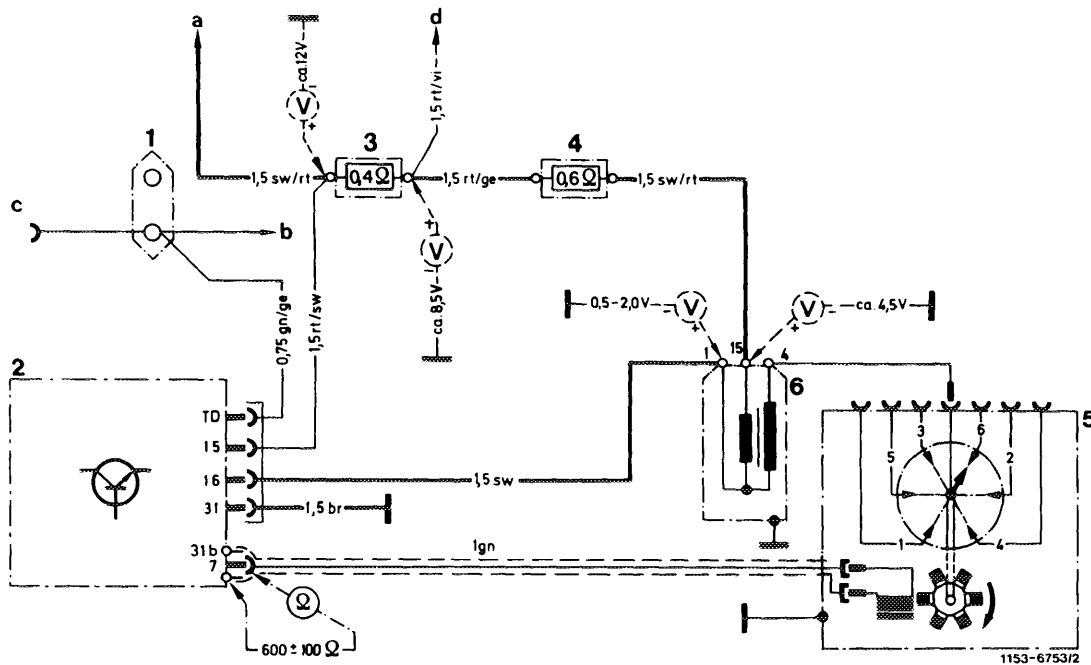 a
d
ca.12V
V
-
+
1,5 rt/vi
1
3
4
1,5 sw/rt
0,4 Ω
1,5 rt/ge
0,6 Ω
1,5 sw/rt
c
b
+
V
-
ca. 8,5V
0,75 gn/ge
1,5 rt/sw
0,5-2,0V
V
-
+
V
-
+
ca. 4,5V
1
15
4
6
2
TD
15
16
31
1,5 sw
1,5 br
5
3
6
5
2
1
4
31b
7
1gn
Ω
600 ± 100 Ω
1153-6753/2